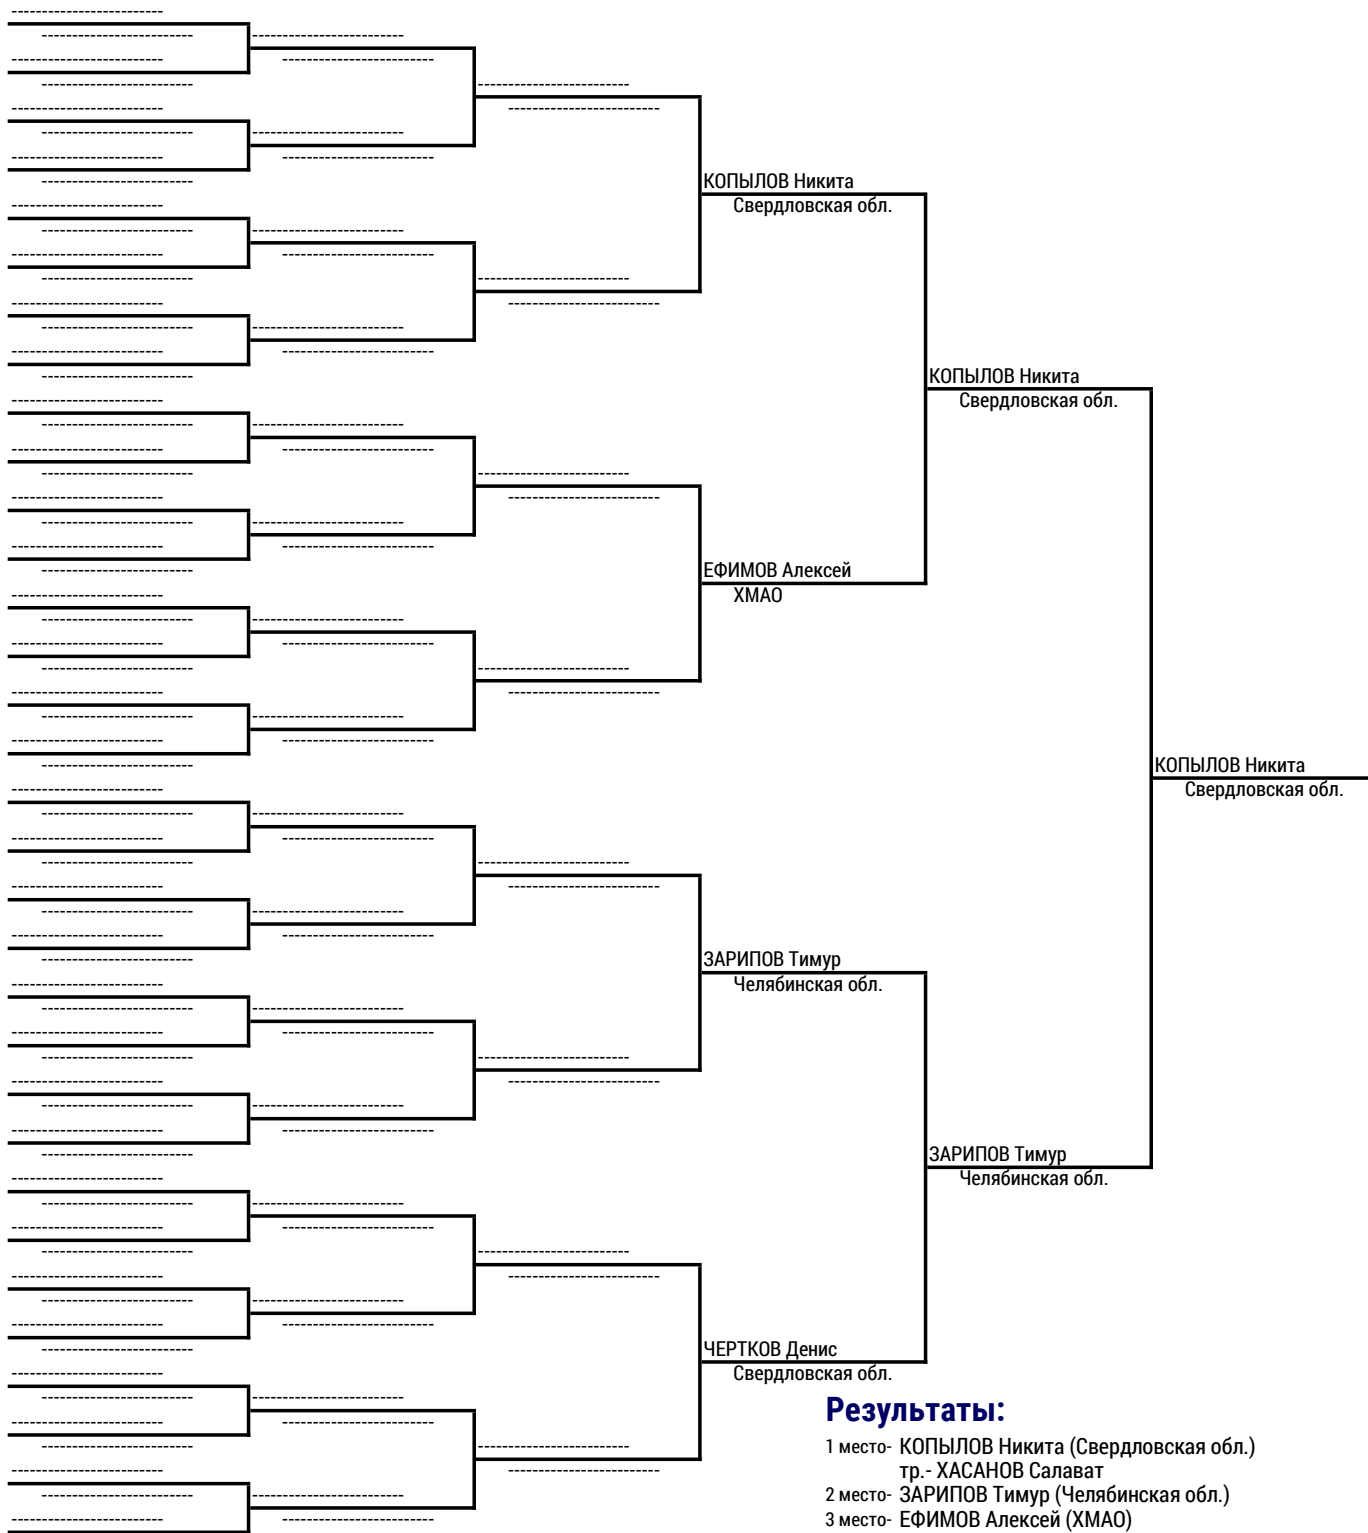 КОПЫЛОВ Никита
Свердловская обл.
КОПЫЛОВ Никита
Свердловская обл.
ЕФИМОВ Алексей
ХМАО
КОПЫЛОВ Никита
Свердловская обл.
ЗАРИПОВ Тимур
Челябинская обл.
ЗАРИПОВ Тимур
Челябинская обл.
ЧЕРТКОВ Денис
Свердловская обл.
Результаты:
1 место- КОПЫЛОВ Никита (Свердловская обл.)
тр.- ХАСАНОВ Салават
2 место- ЗАРИПОВ Тимур (Челябинская обл.)
3 место- ЕФИМОВ Алексей (ХМАО)